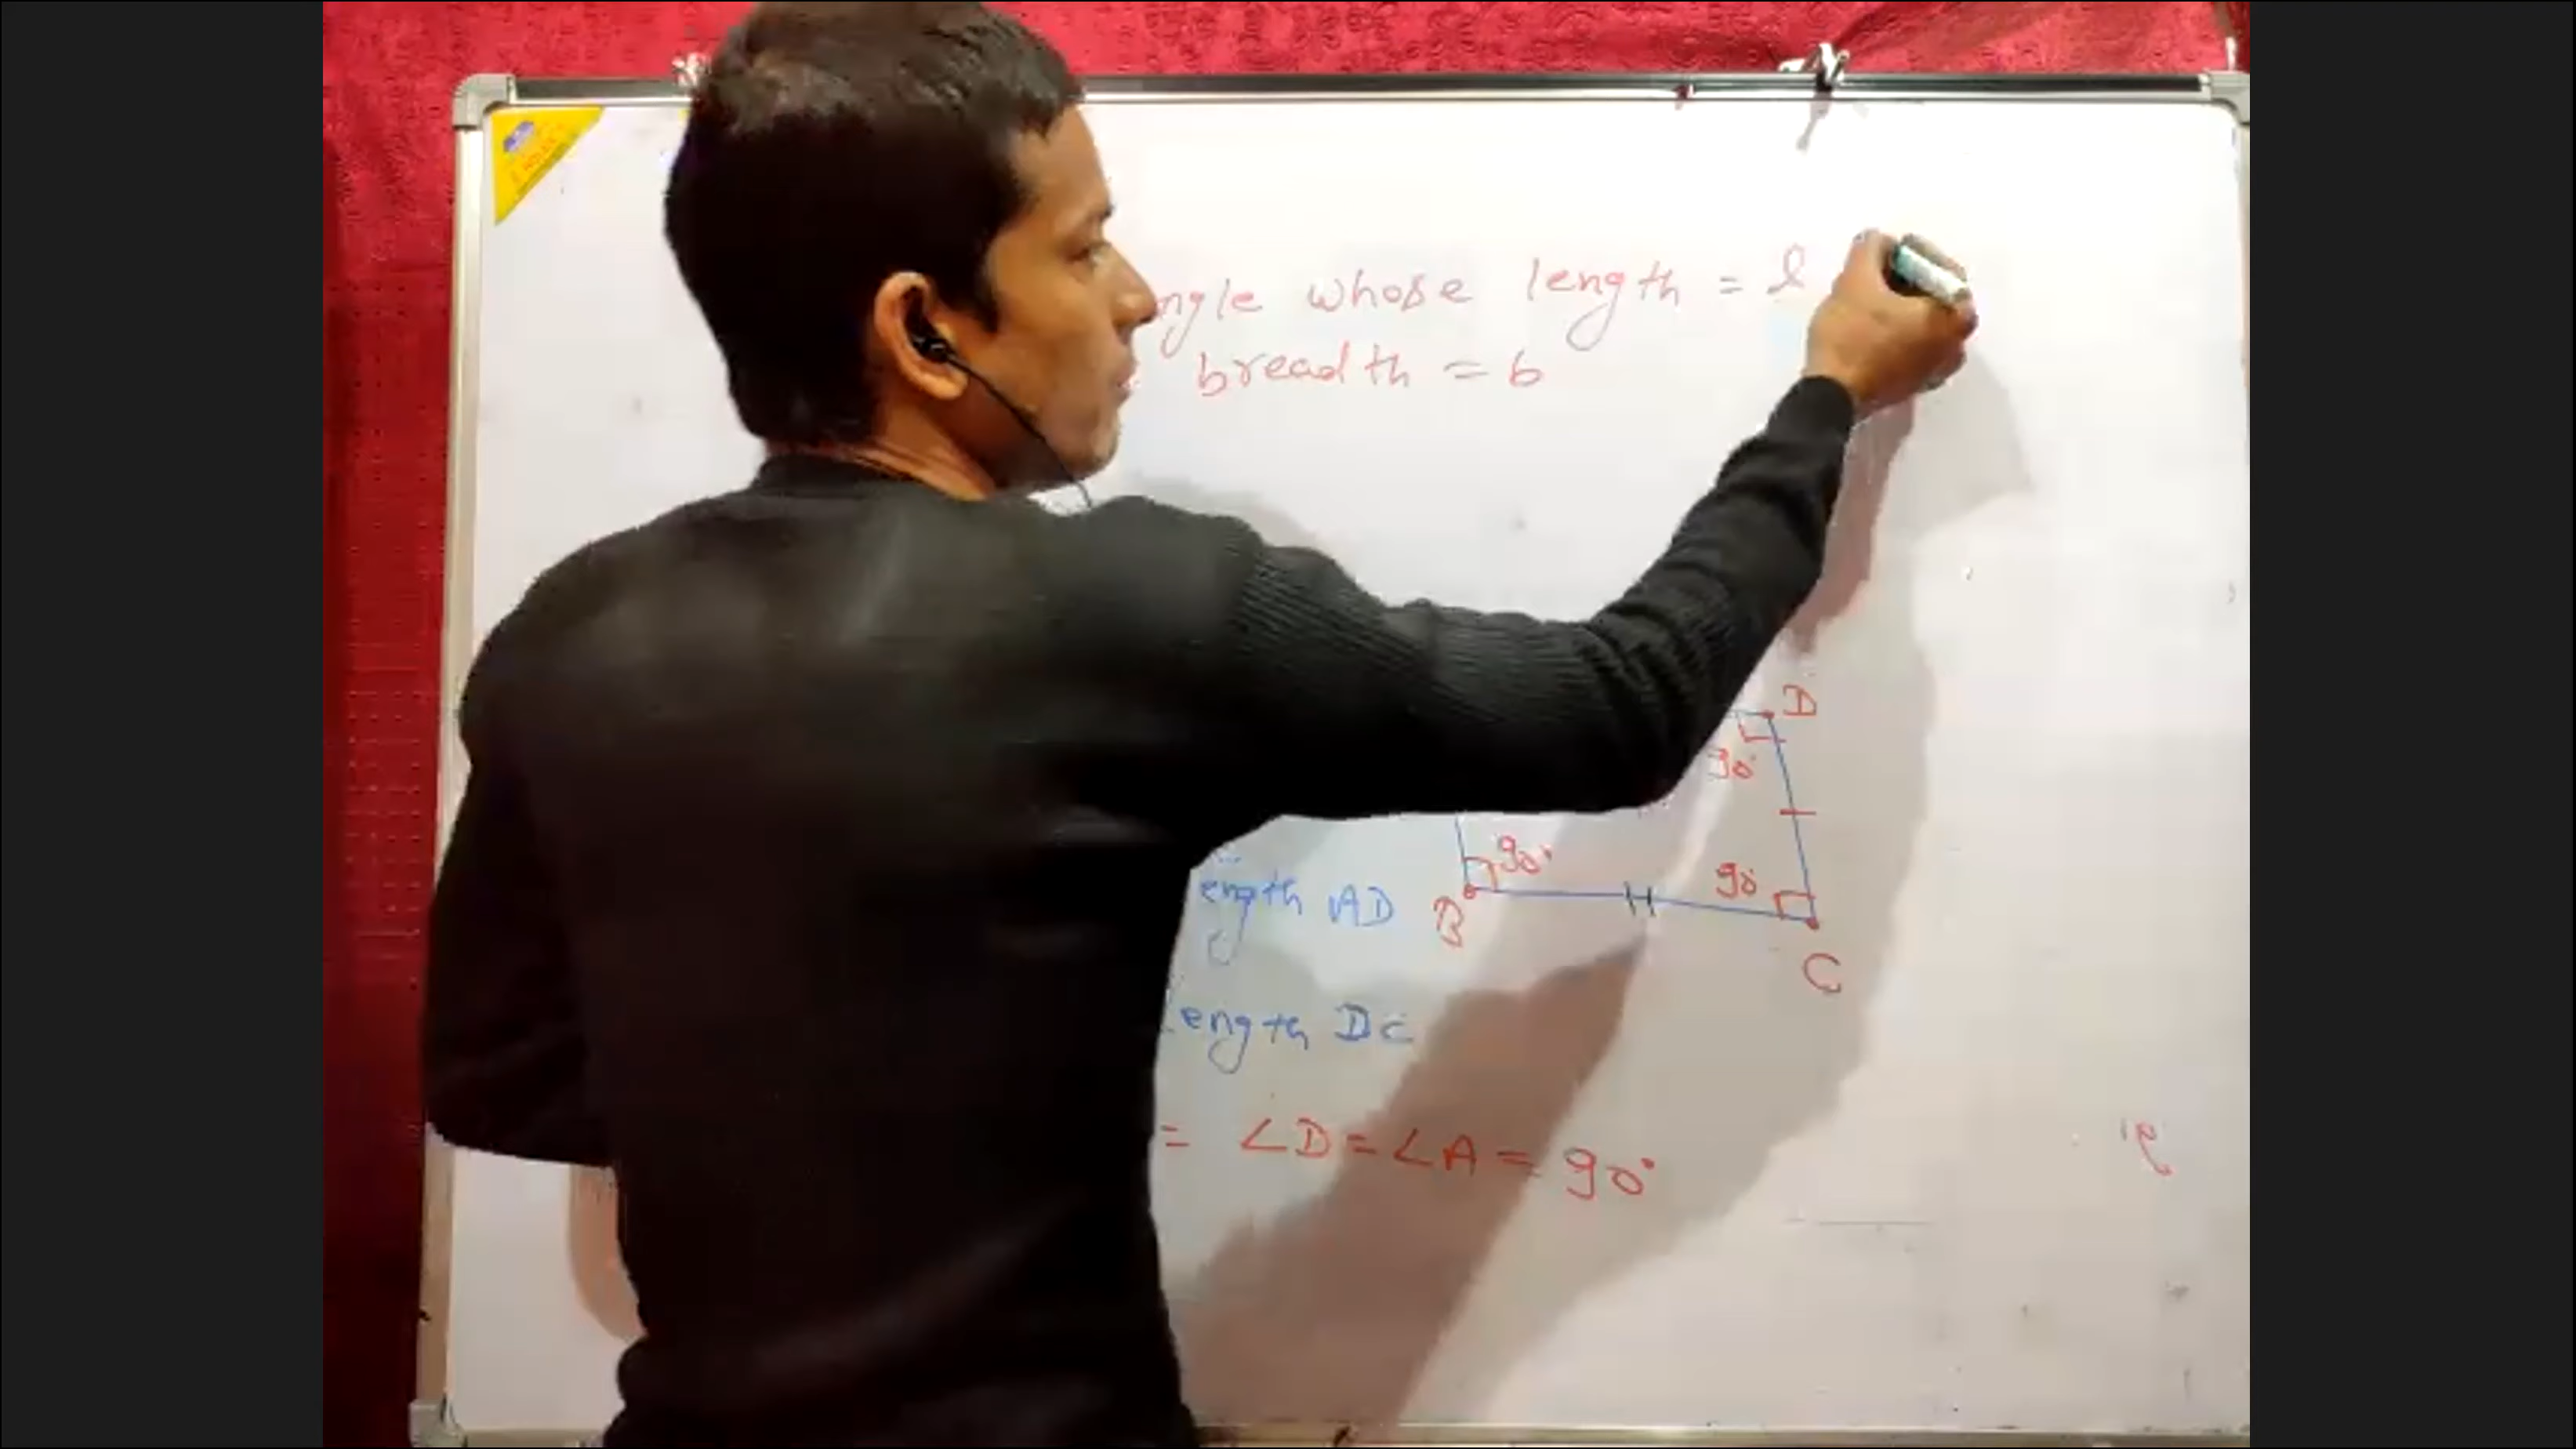 ngle whose length = l
breadth = b
D
90°
90°
90
B
C
ength AD
length DC
= ∠D = ∠A = 90°